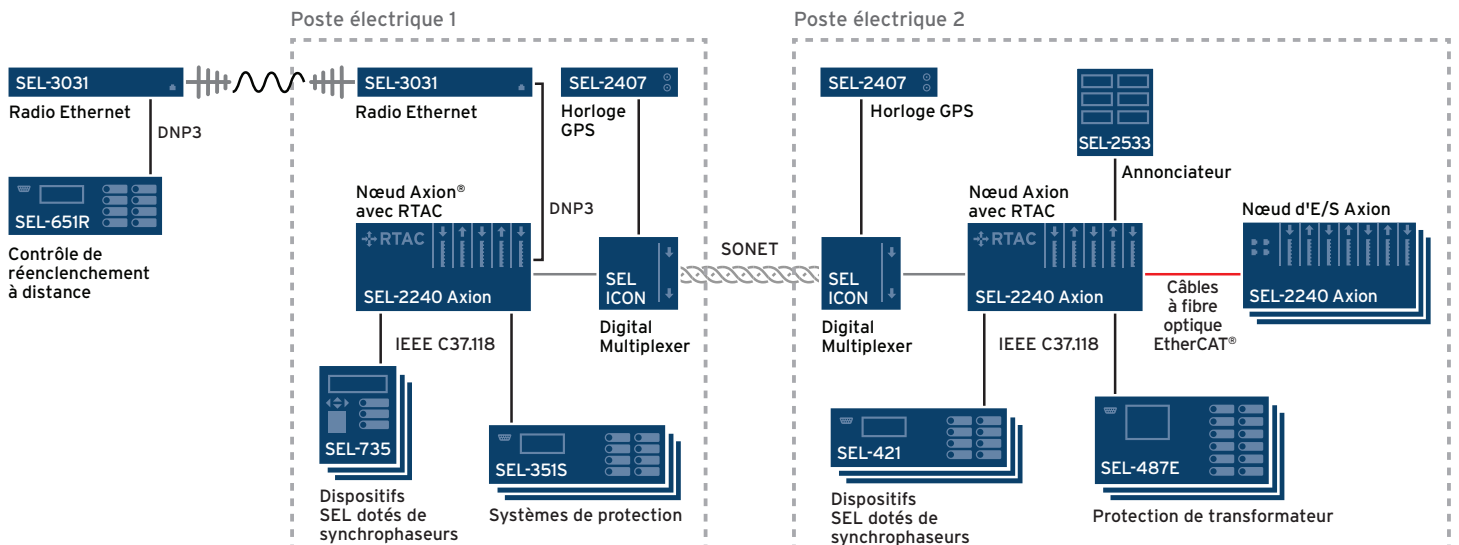 Poste électrique 1
Poste électrique 2
SEL-3031
Radio Ethernet
DNP3
SEL-651R
Contrôle de
réenclenchement
à distance
SEL-3031
Radio Ethernet
SEL-2407
Horloge
GPS
Nœud Axion®
avec RTAC
DNP3
RTAC
SEL-2240 Axion
SEL
ICON
Digital
Multiplexer
IEEE C37.118
SEL-735
Dispositifs
SEL dotés de
synchrophaseurs
SEL-351S
Systèmes de protection
SONET
SEL-2407
Horloge GPS
SEL
ICON
Digital
Multiplexer
SEL-2533
Annonciateur
Nœud Axion
avec RTAC
RTAC
SEL-2240 Axion
Nœud d'E/S Axion
SEL-2240 Axion
Câbles
à fibre
optique
EtherCAT®
IEEE C37.118
SEL-421
Dispositifs
SEL dotés de
synchrophaseurs
SEL-487E
Protection de transformateur